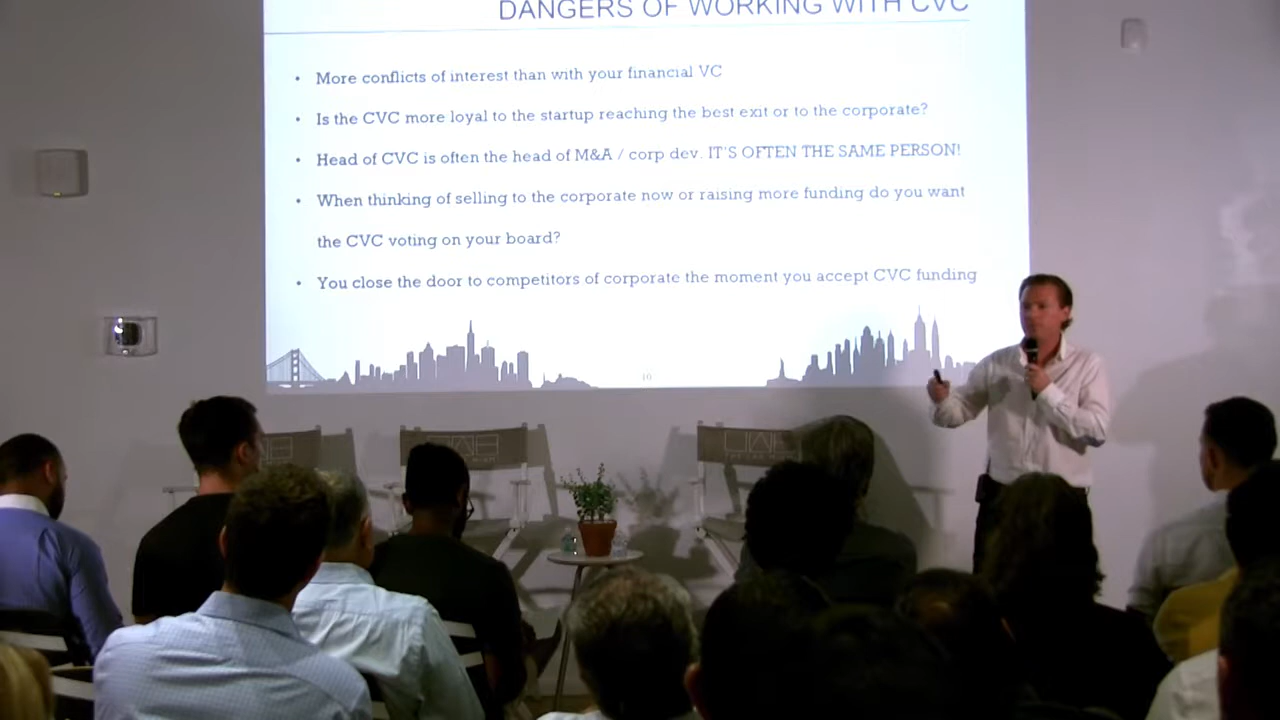 DANGERS OF WORKING WITH CVC
• More conflicts of interest than with your financial VC
• Is the CVC more loyal to the startup reaching the best exit or to the corporate?
• Head of CVC is often the head of M&A / corp dev. IT'S OFTEN THE SAME PERSON!
• When thinking of selling to the corporate now or raising more funding do you want
the CVC voting on your board?
• You close the door to competitors of corporate the moment you accept CVC funding
10